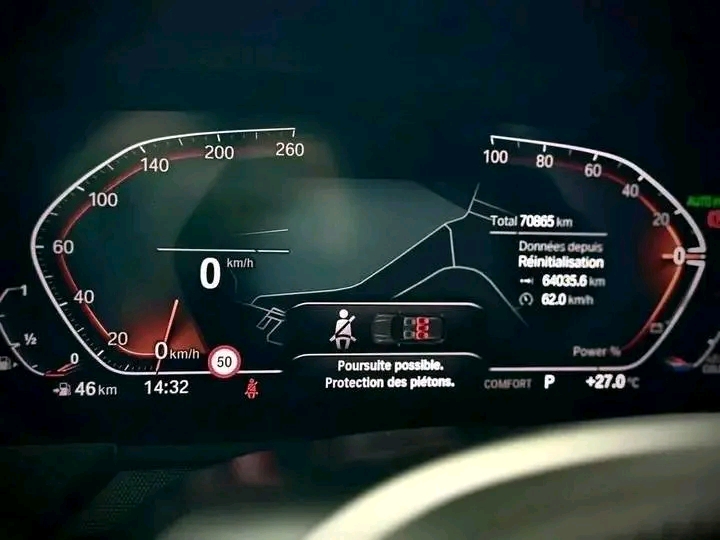 260
200
140
100
60
40
20
0 km/h
0 km/h
50
1
½
0
46 km
14:32
100
80
60
40
20
0
Power %
AUTO
Total 70865 km
Données depuis
Réinitialisation
64035.6 km
62.0 km/h
Poursuite possible.
Protection des piétons.
COMFORT P +27.0 °C